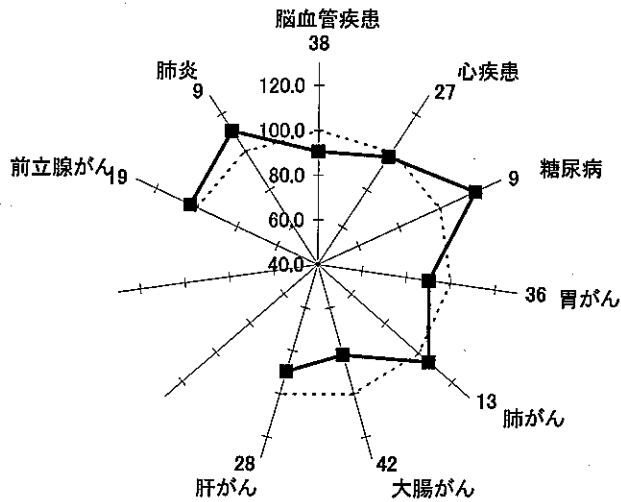 脳血管疾患
38
心疾患
27
糖尿病
9
胃がん
36
肺がん
13
大腸がん
42
肝がん
28
前立腺がん
19
肺炎
9
120.0
100.0
80.0
60.0
40.0